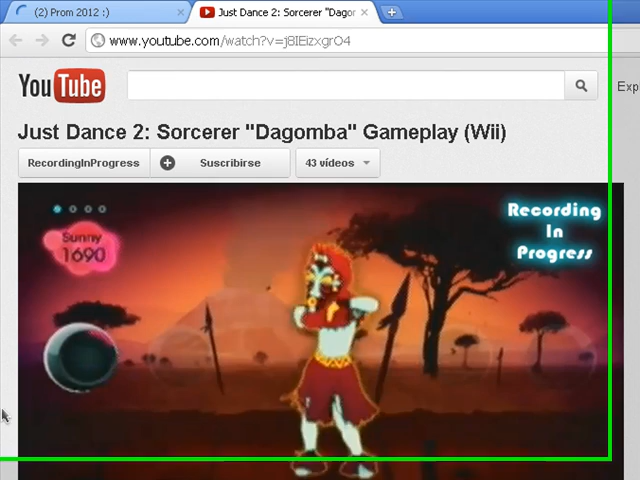 (2) Prom 2012 :)
Just Dance 2: Sorcerer "Dagor
www.youtube.com/watch?v=j8IEizxgrO4
YouTube
Exp
Just Dance 2: Sorcerer "Dagomba" Gameplay (Wii)
RecordingInProgress
Suscribirse
43 vídeos
Sunny
1690
Recording
In
Progress